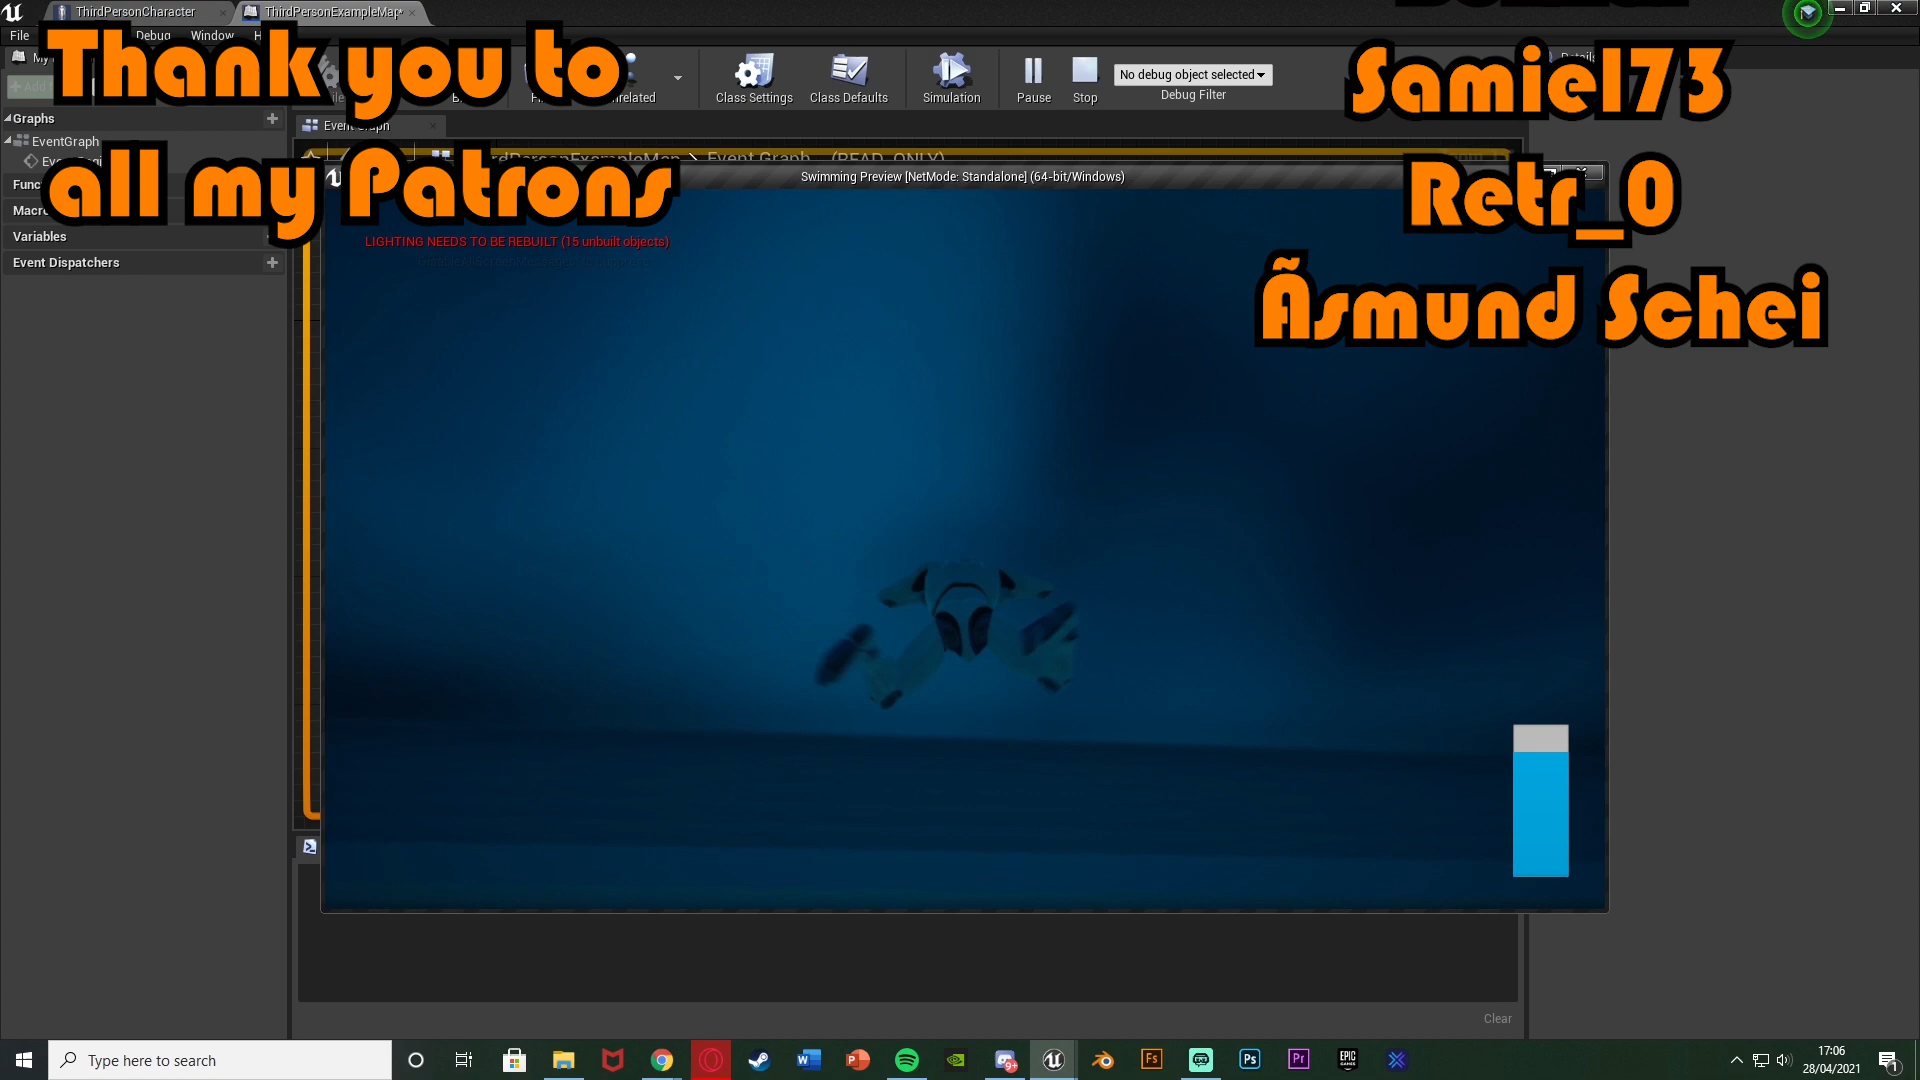 ThirdPersonCharacter
ThirdPersonExampleMap*
File
Debug
Window
Thank you to
all my Patrons
Samiel73
Retr_0
Ãsmund Schei
Class Settings
Class Defaults
Simulation
Pause
Stop
No debug object selected
Debug Filter
Graphs
EventGraph
Variables
Event Dispatchers
Event Graph
Swimming Preview [NetMode: Standalone] (64-bit/Windows)
LIGHTING NEEDS TO BE REBUILT (15 unbuilt objects)
Clear
Type here to search
17:06
28/04/2021